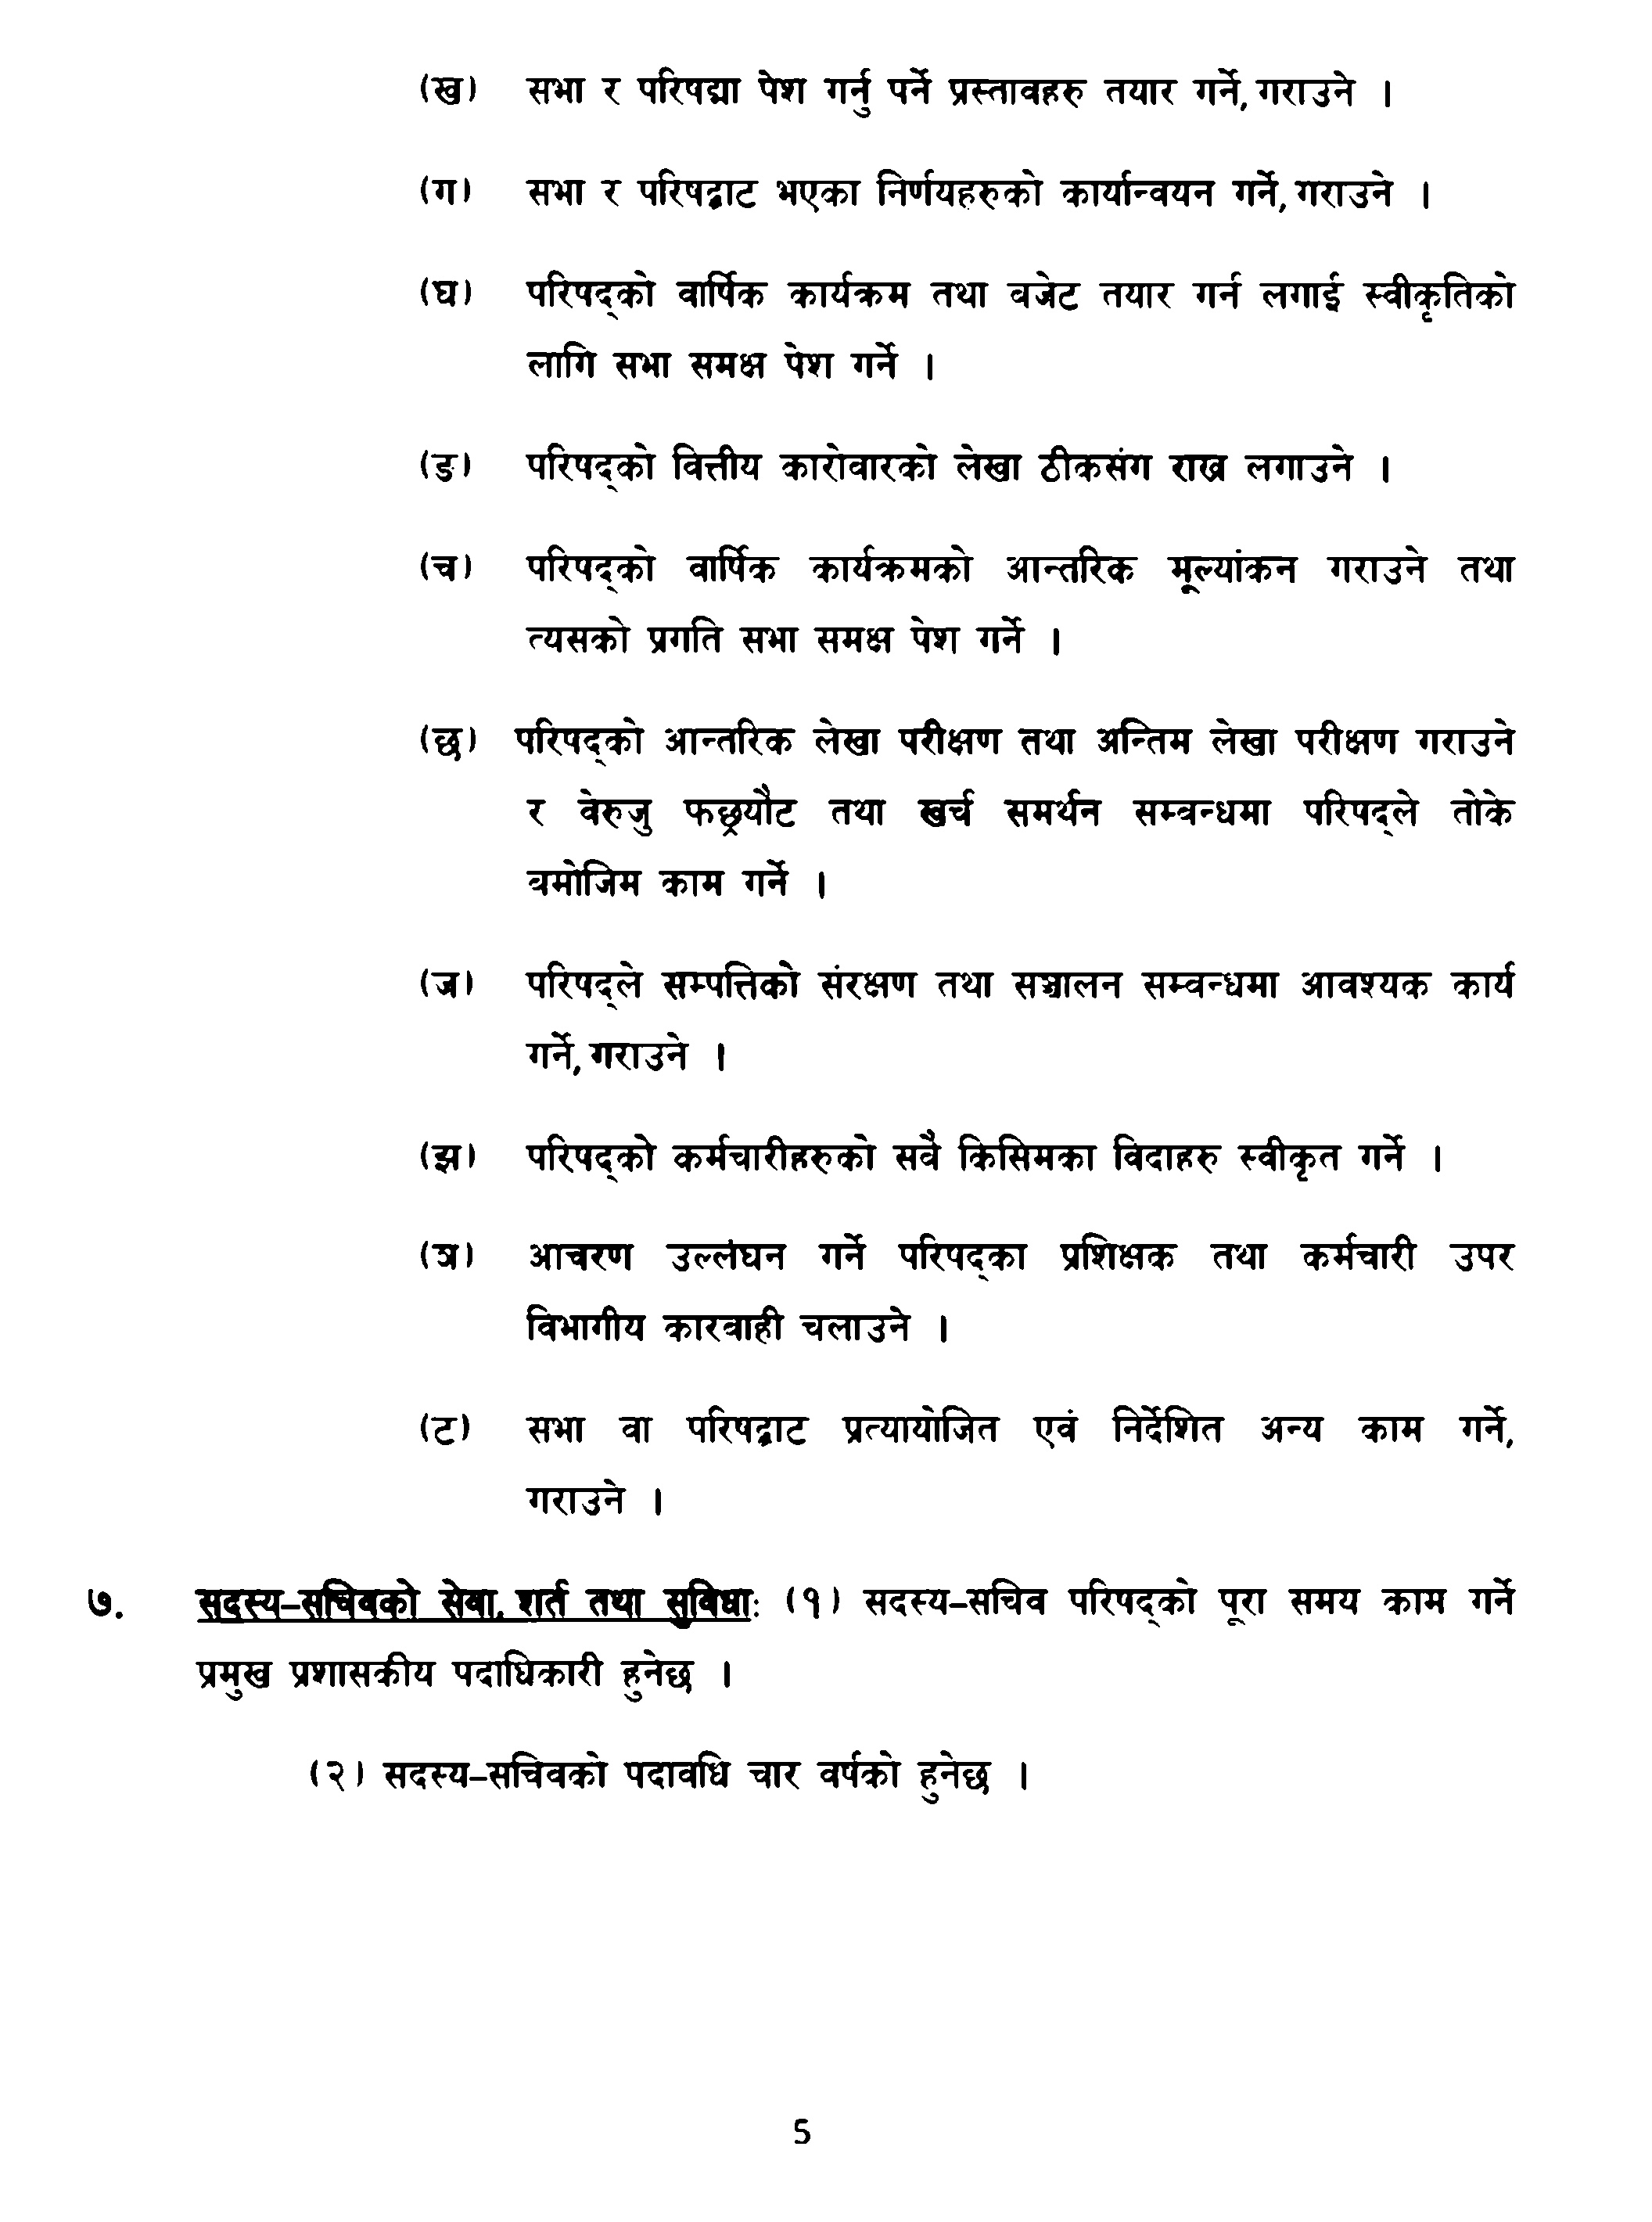 (ख) सभा र परिषद्मा पेश गर्नु पर्ने प्रस्तावहरु तयार गर्ने, गराउने ।
(ग) सभा र परिषद्बाट भएका निर्णयहरुको कार्यान्वयन गर्ने, गराउने ।
(घ) परिषद्को वार्षिक कार्यक्रम तथा बजेट तयार गर्न लगाई स्वीकृतिको
लागि सभा समक्ष पेश गर्ने ।
(ङ) परिषद्को वित्तीय कारोवारको लेखा ठीकसंग राख्न लगाउने ।
(च) परिषद्को वार्षिक कार्यक्रमको आन्तरिक मूल्यांकन गराउने तथा
त्यसको प्रगति सभा समक्ष पेश गर्ने ।
(छ) परिषद्को आन्तरिक लेखा परीक्षण तथा अन्तिम लेखा परीक्षण गराउने
र वेरुजु फछ्र्यौट तथा खर्च समर्थन सम्बन्धमा परिषद्ले तोके
बमोजिम काम गर्ने ।
(ज) परिषद्ले सम्पत्तिको संरक्षण तथा सञ्चालन सम्वन्धमा आवश्यक कार्य
गर्ने, गराउने ।
(झ) परिषद्को कर्मचारीहरुको सवै किसिमका विदाहरु स्वीकृत गर्ने ।
(ञ) आचरण उल्लंघन गर्ने परिषद्का प्रशिक्षक तथा कर्मचारी उपर
विभागीय कारवाही चलाउने ।
(ट) सभा वा परिषद्बाट प्रत्यायोजित एवं निर्देशित अन्य काम गर्ने,
गराउने ।
७. सदस्य–सचिवको सेवा, शर्त तथा सुविधाः (१) सदस्य–सचिव परिषद्को पूरा समय काम गर्ने
प्रमुख प्रशासकीय पदाधिकारी हुनेछ ।
(२) सदस्य–सचिवको पदावधि चार वर्षको हुनेछ ।
5